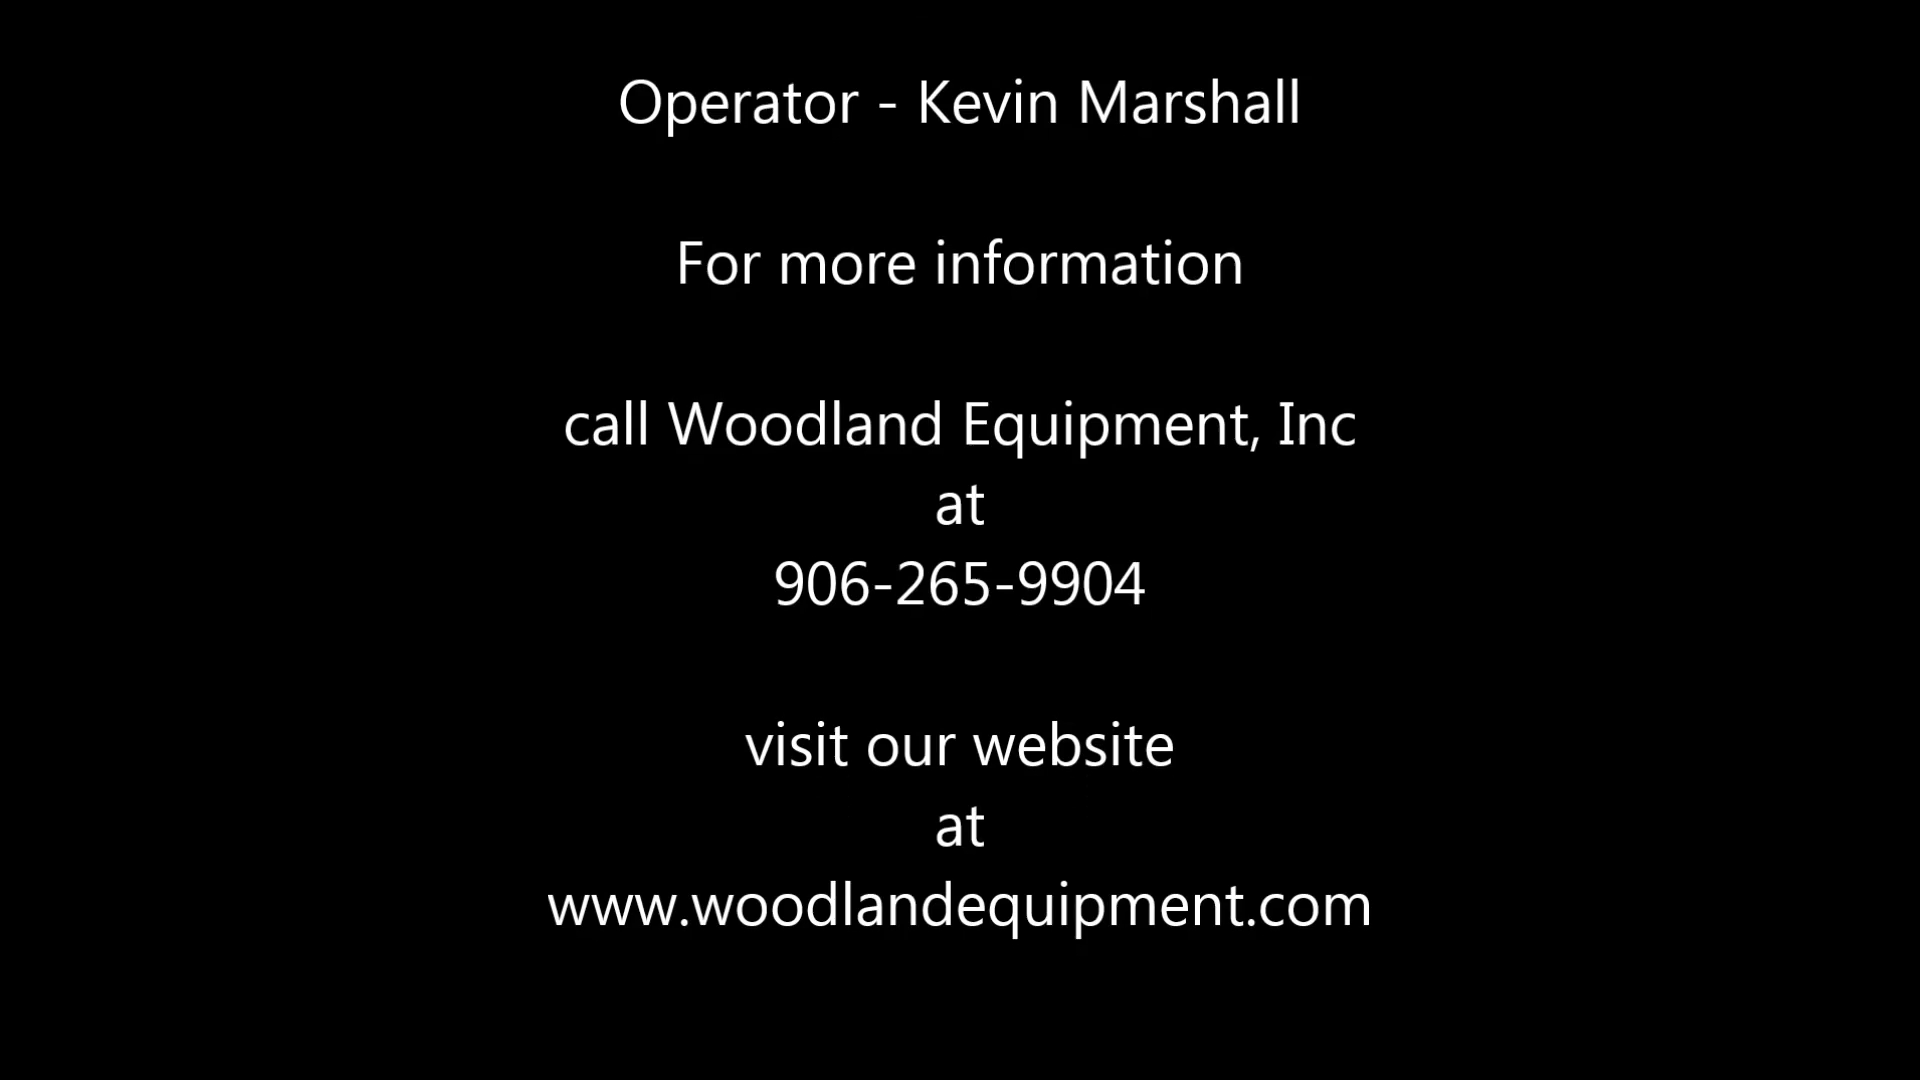 Operator - Kevin Marshall
For more information
call Woodland Equipment, Inc
at
906-265-9904
visit our website
at
www.woodlandequipment.com